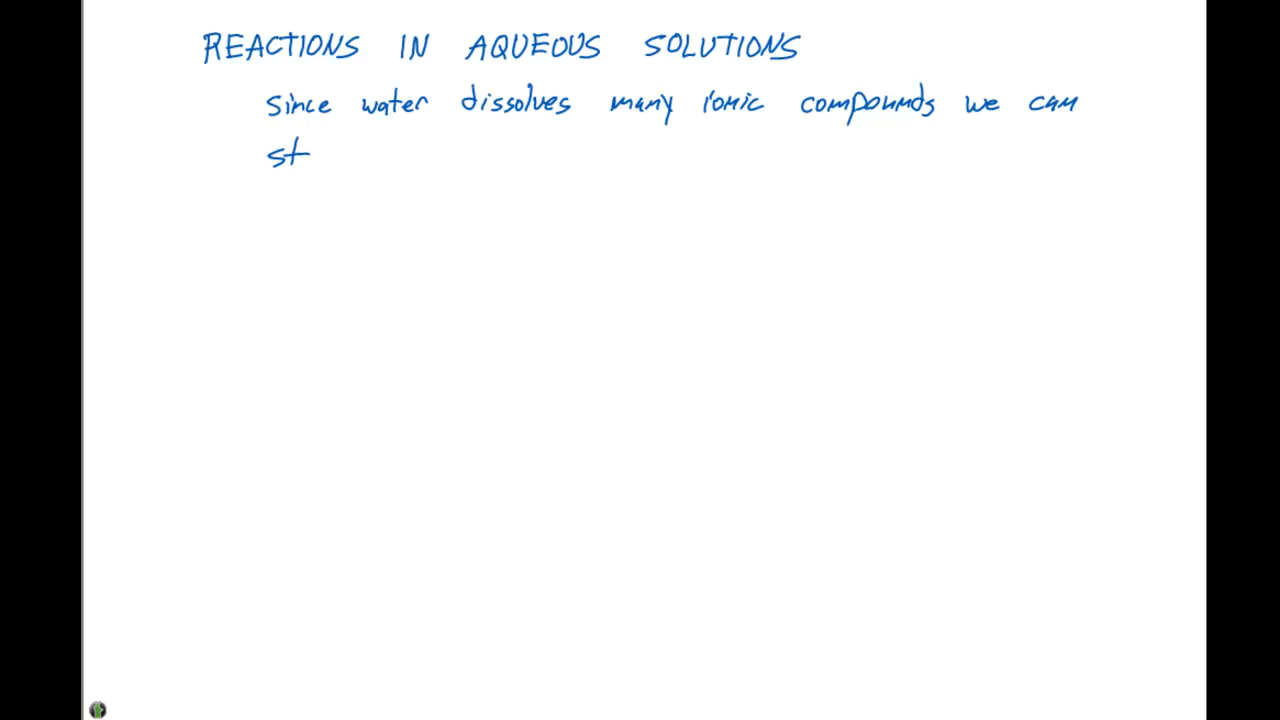 REACTIONS IN AQUEOUS SOLUTIONS
Since water dissolves many ionic compounds we can
st